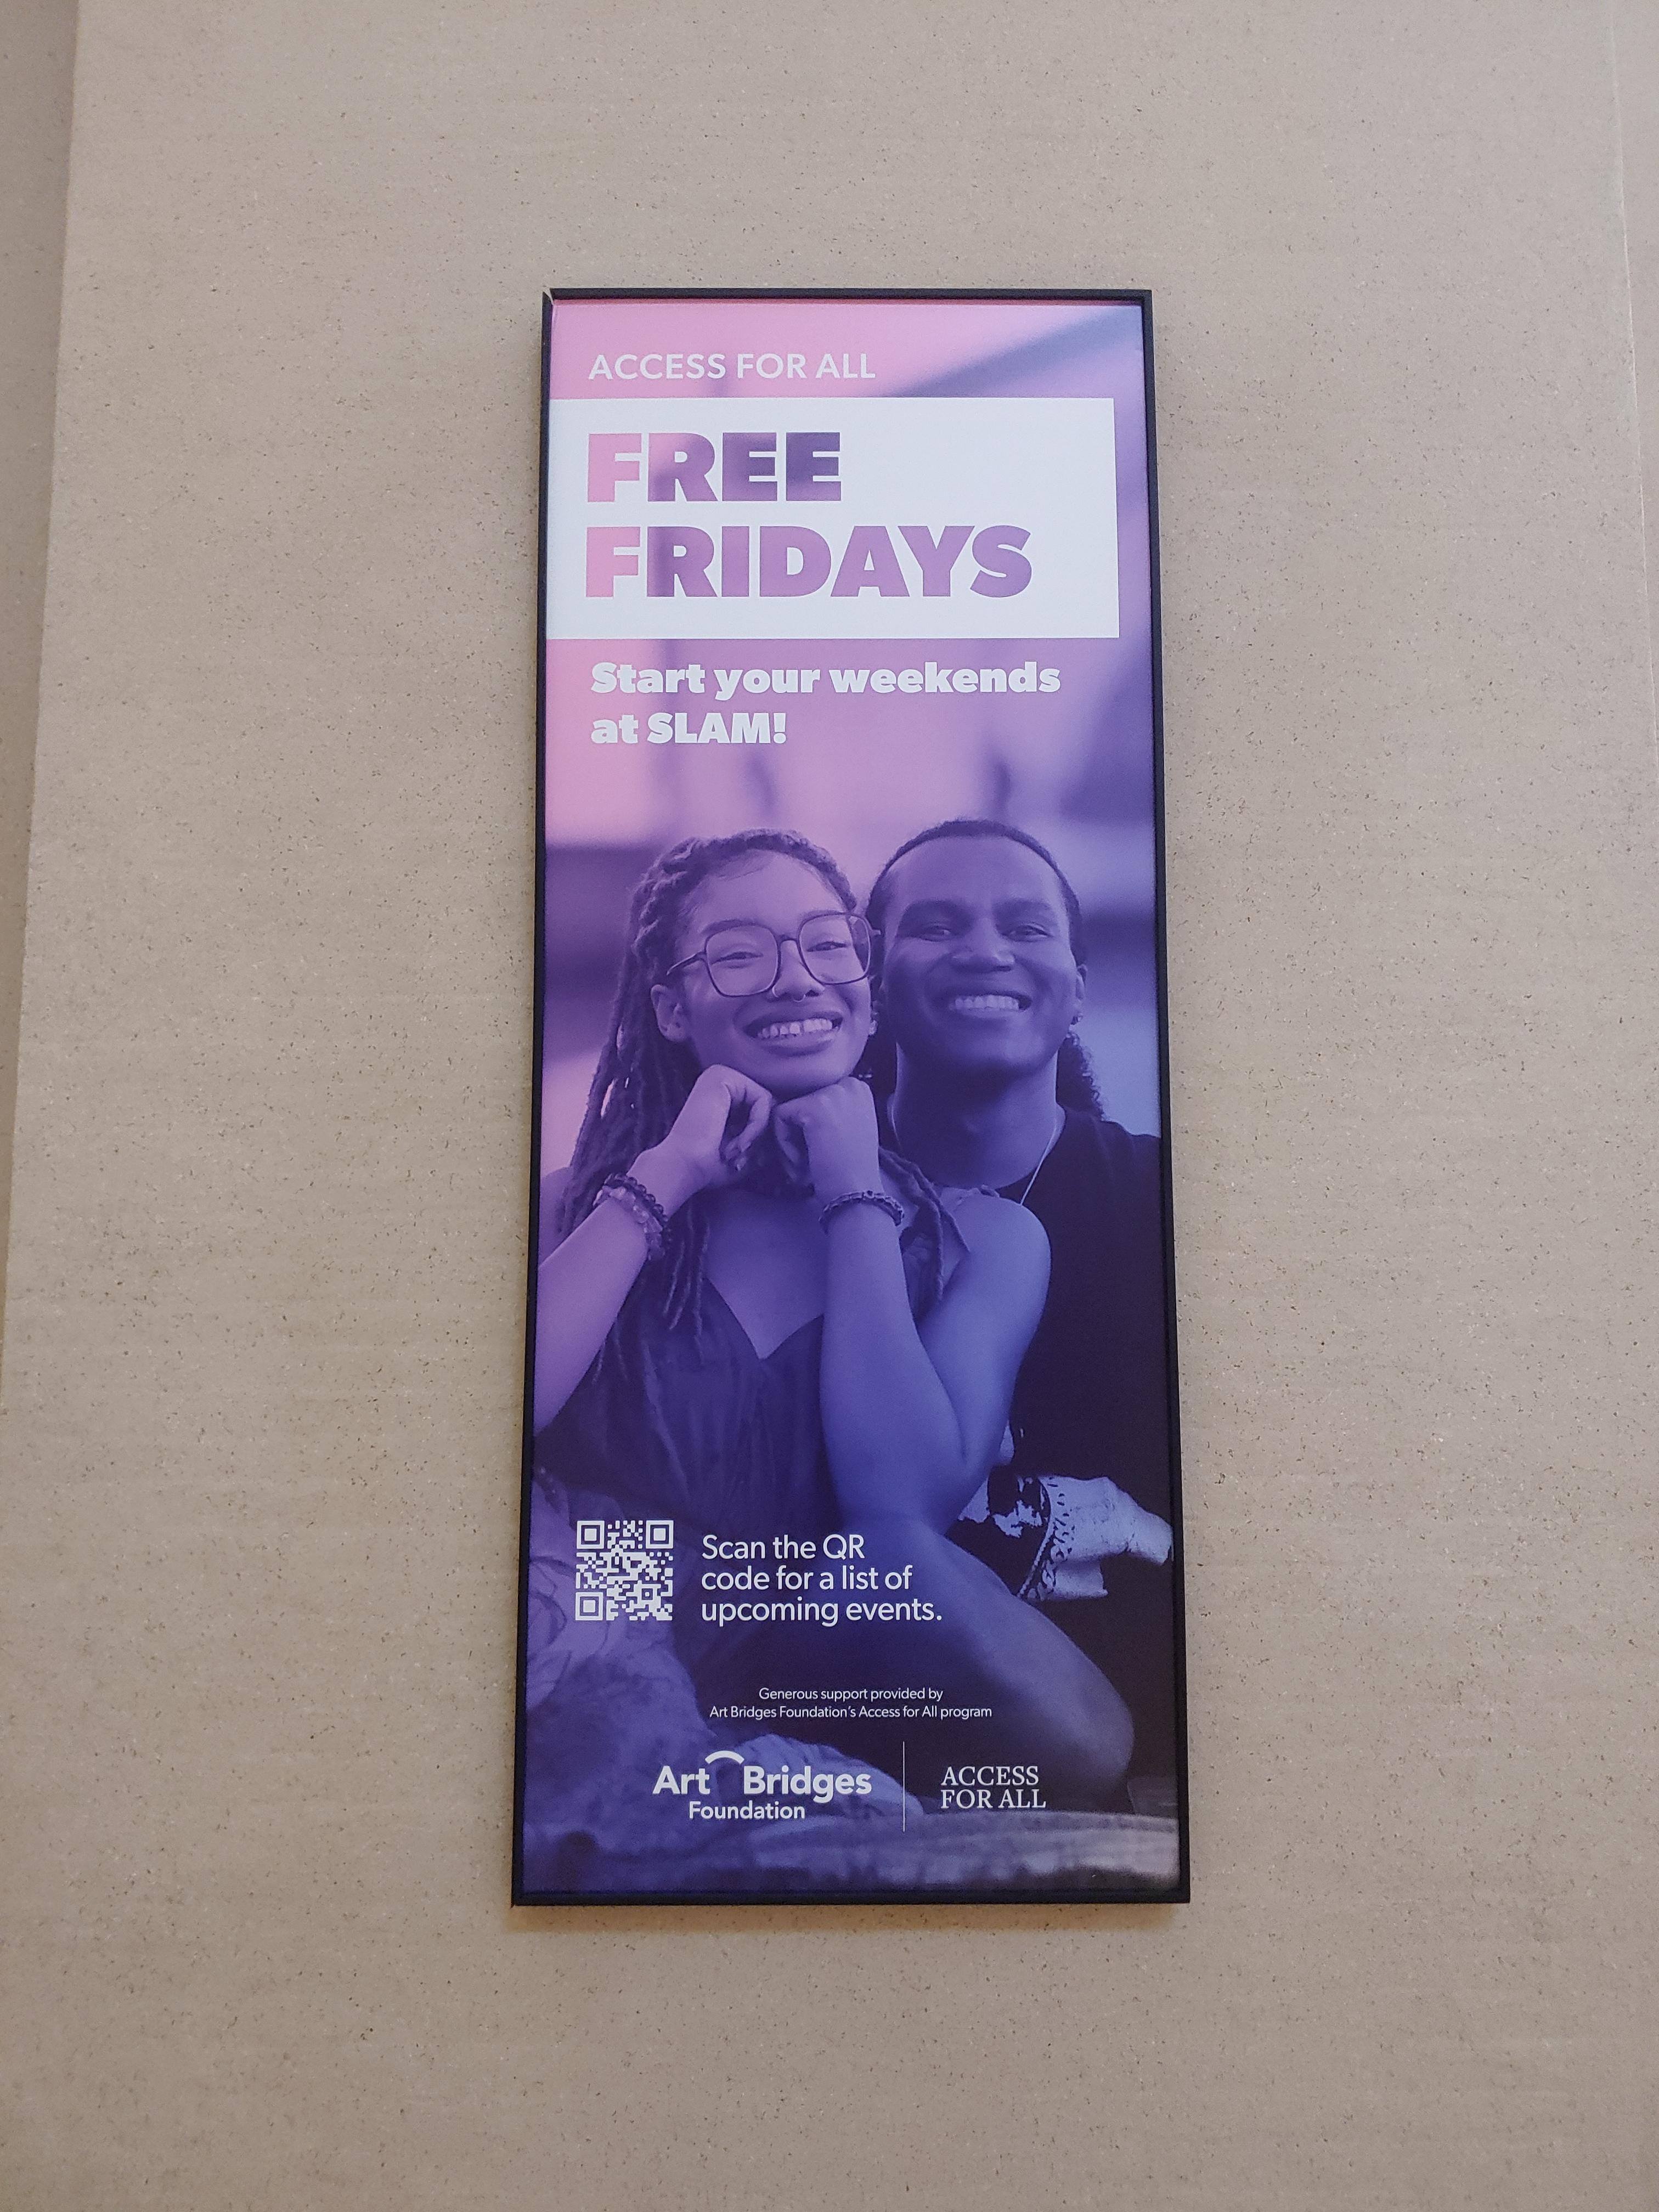 ACCESS FOR ALL
FREE
FRIDAYS
Start your weekends
at SLAM!
Scan the QR
code for a list of
upcoming events.
Generous support provided by
Art Bridges Foundation's Access for All program
Art Bridges
Foundation
ACCESS
FOR ALL